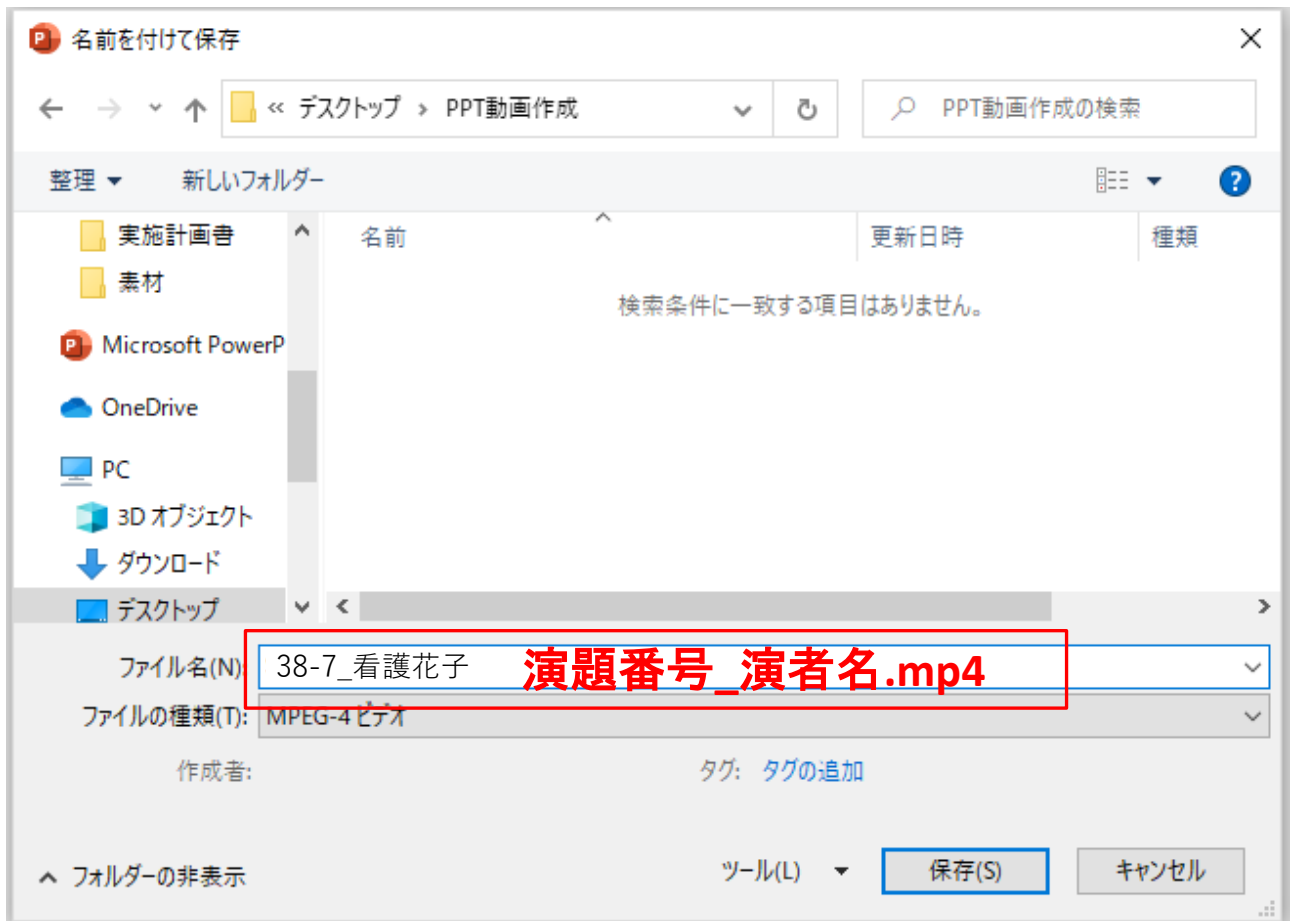 名前を付けて保存
« デスクトップ › PPT動画作成
PPT動画作成の検索
整理
新しいフォルダー
実施計画書
素材
Microsoft PowerP
OneDrive
PC
3D オブジェクト
ダウンロード
デスクトップ
名前 更新日時 種類
検索条件に一致する項目はありません。
ファイル名(N): 38-7_看護花子 演題番号_演者名.mp4
ファイルの種類(T): MPEG-4 ビデオ
作成者: タグ: タグの追加
フォルダーの非表示 ツール(L) 保存(S) キャンセル